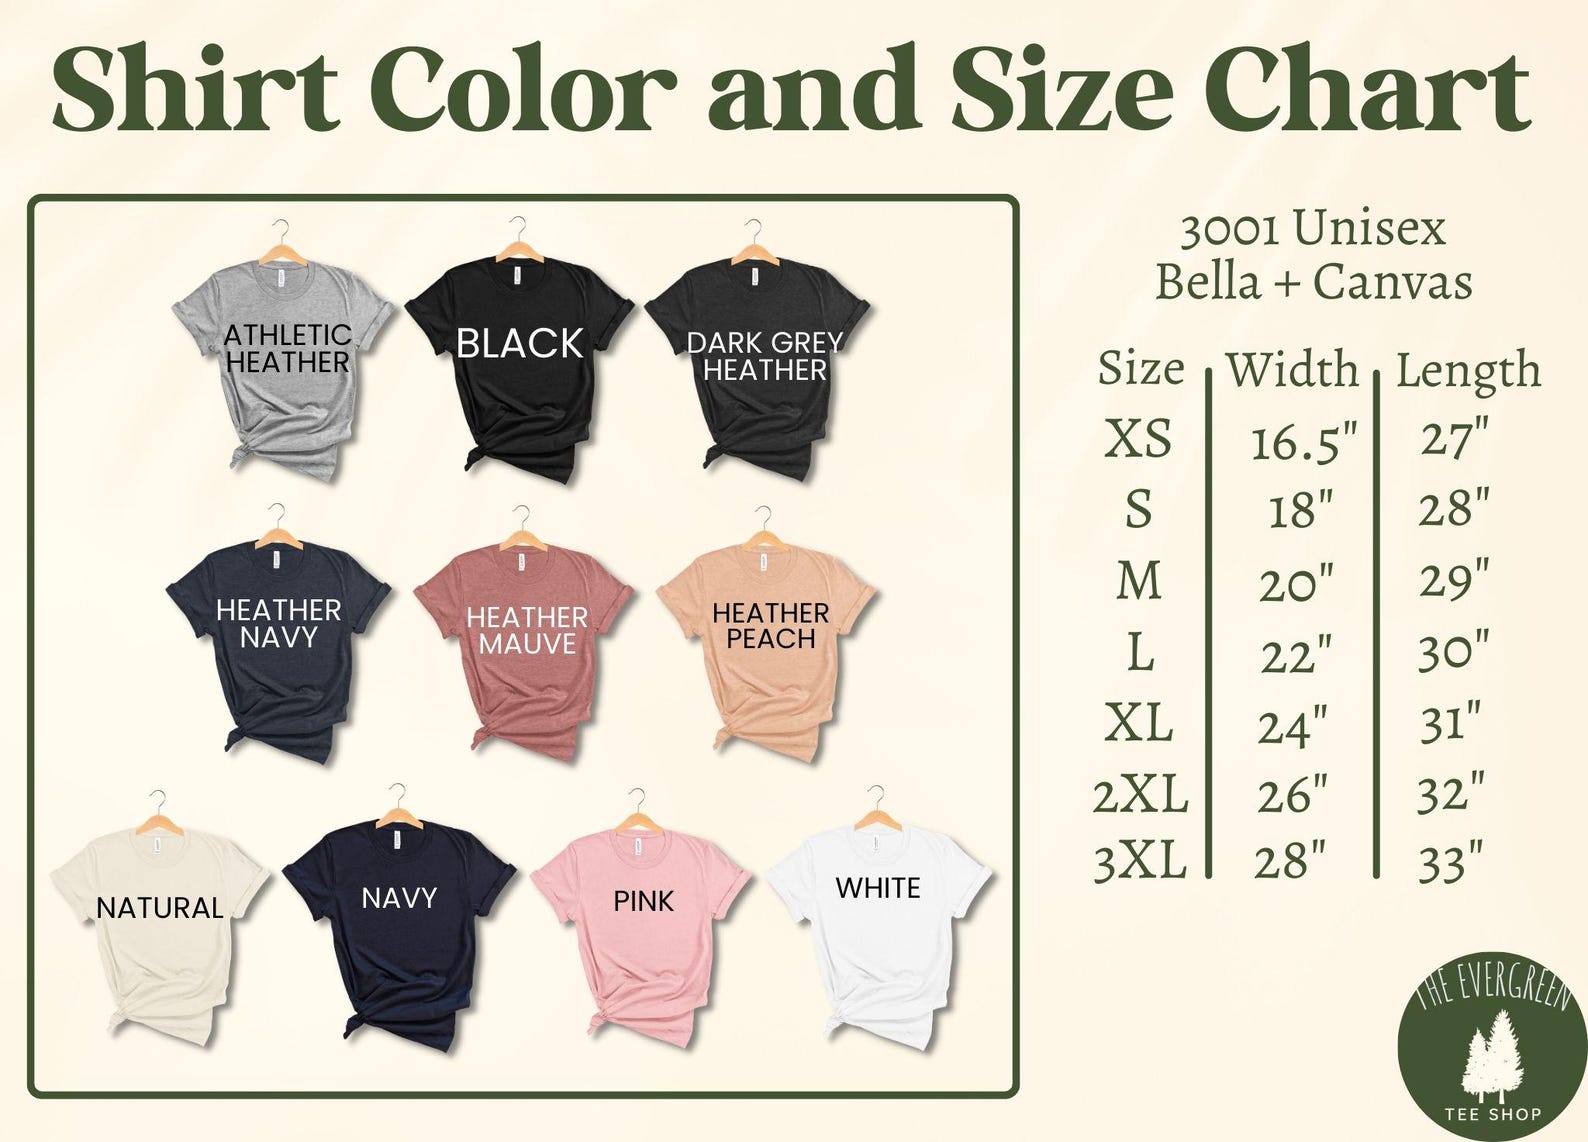 Shirt Color and Size Chart
ATHLETIC
HEATHER
BLACK
DARK GREY
HEATHER
HEATHER
NAVY
HEATHER
MAUVE
HEATHER
PEACH
NATURAL
NAVY
PINK
WHITE
3001 Unisex
Bella + Canvas
Size Width Length
XS 16.5" 27"
S 18" 28"
M 20" 29"
L 22" 30"
XL 24" 31"
2XL 26" 32"
3XL 28" 33"
THE EVERGREEN
TEE SHOP